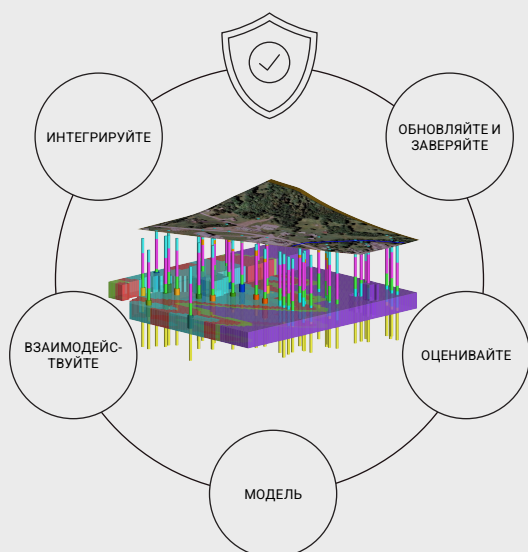 ИНТЕГРИРУЙТЕ
ОБНОВЛЯЙТЕ И
ЗАВЕРЯЙТЕ
ВЗАИМОДЕЙС-
ТВУЙТЕ
ОЦЕНИВАЙТЕ
МОДЕЛЬ